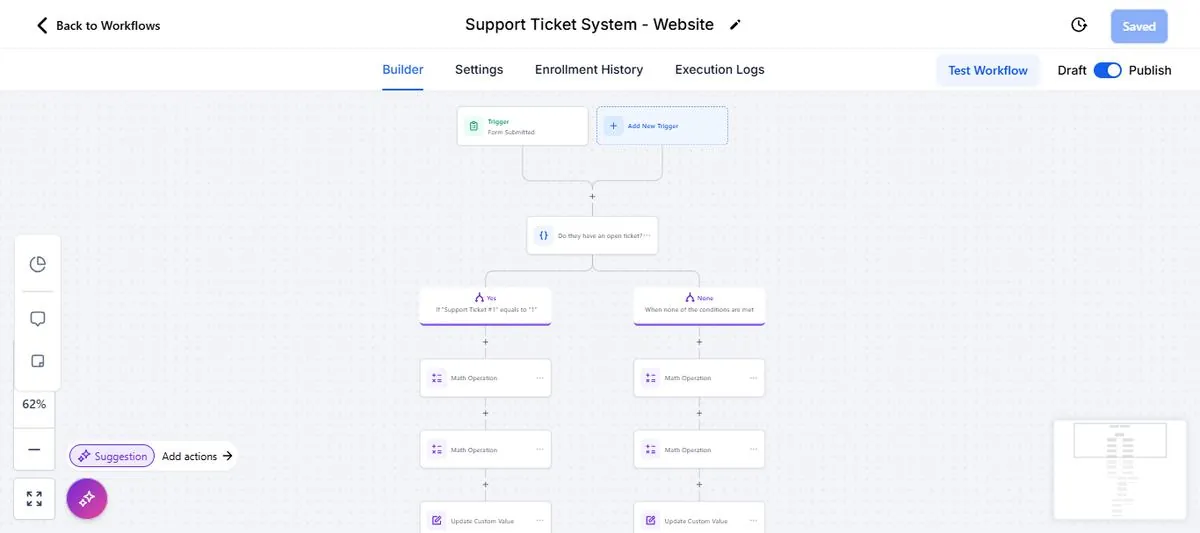 Back to Workflows
Support Ticket System - Website
Saved
Builder
Settings
Enrollment History
Execution Logs
Test Workflow
Draft
Publish
Trigger
Form Submitted
Add New Trigger
Do they have an open ticket?
Yes
If "Support Ticket #1" equals to "1"
None
When none of the conditions are met
Math Operation
Math Operation
62%
Math Operation
Math Operation
Suggestion
Add actions
Update Custom Value
Update Custom Value